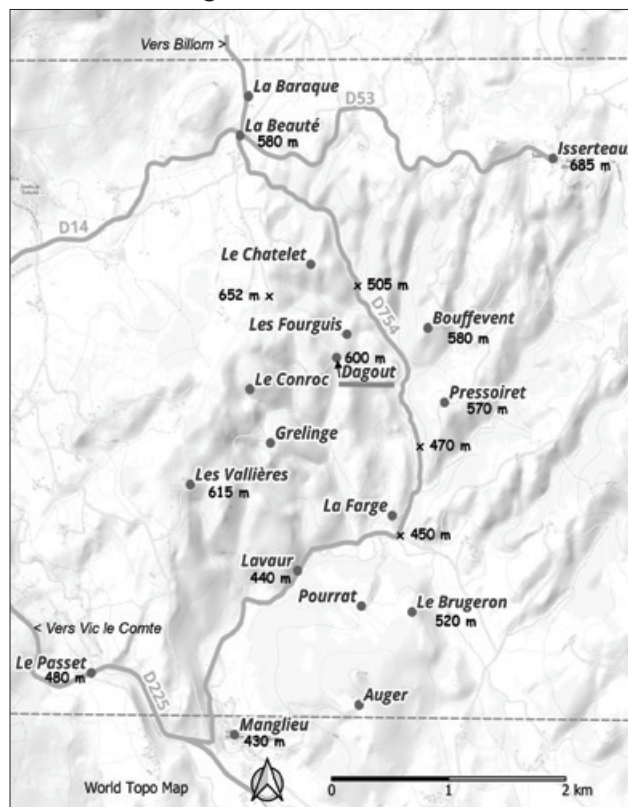 Vers Billom >
La Baraque
D53
La Beauté
580 m
Isserteaux
685 m
D14
Le Chatelet
505 m
652 m
D754
Les Fourguis
Bouffevent
580 m
600 m
Dagout
Le Conroc
Pressoiret
570 m
Grelinge
470 m
Les Vallières
615 m
La Farge
450 m
Lavaur
440 m
Pourrat
Le Brugeron
520 m
< Vers Vic le Comte
Le Passet
480 m
D225
Auger
Manglieu
430 m
World Topo Map
0 1 2 km